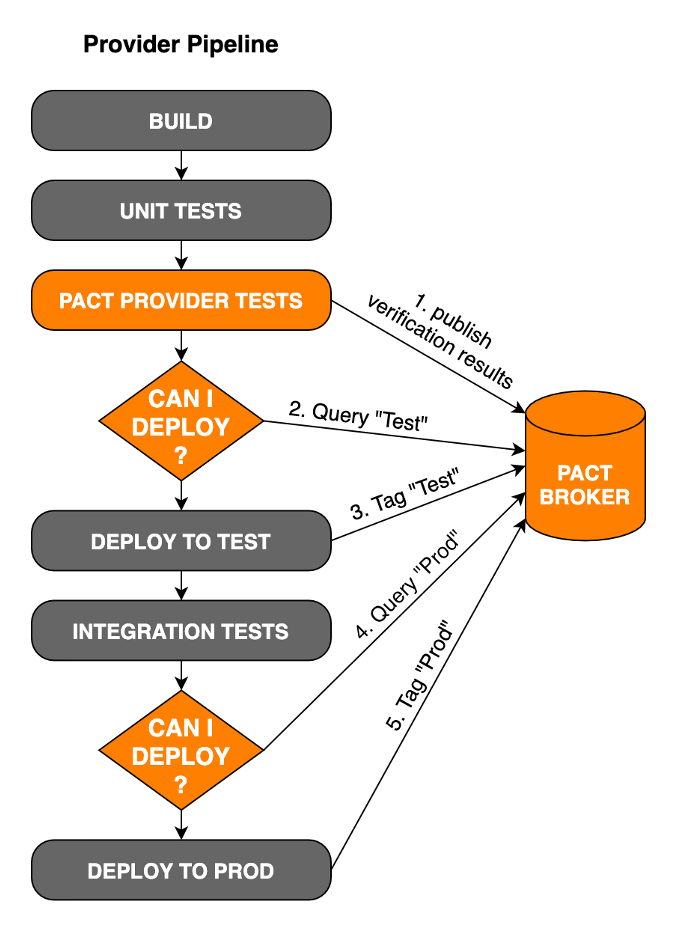 Provider Pipeline
BUILD
UNIT TESTS
PACT PROVIDER TESTS
1. publish
verification results
CAN I
DEPLOY
?
2. Query "Test"
PACT
BROKER
3. Tag "Test"
DEPLOY TO TEST
4. Query "Prod"
INTEGRATION TESTS
5. Tag "Prod"
CAN I
DEPLOY
?
DEPLOY TO PROD